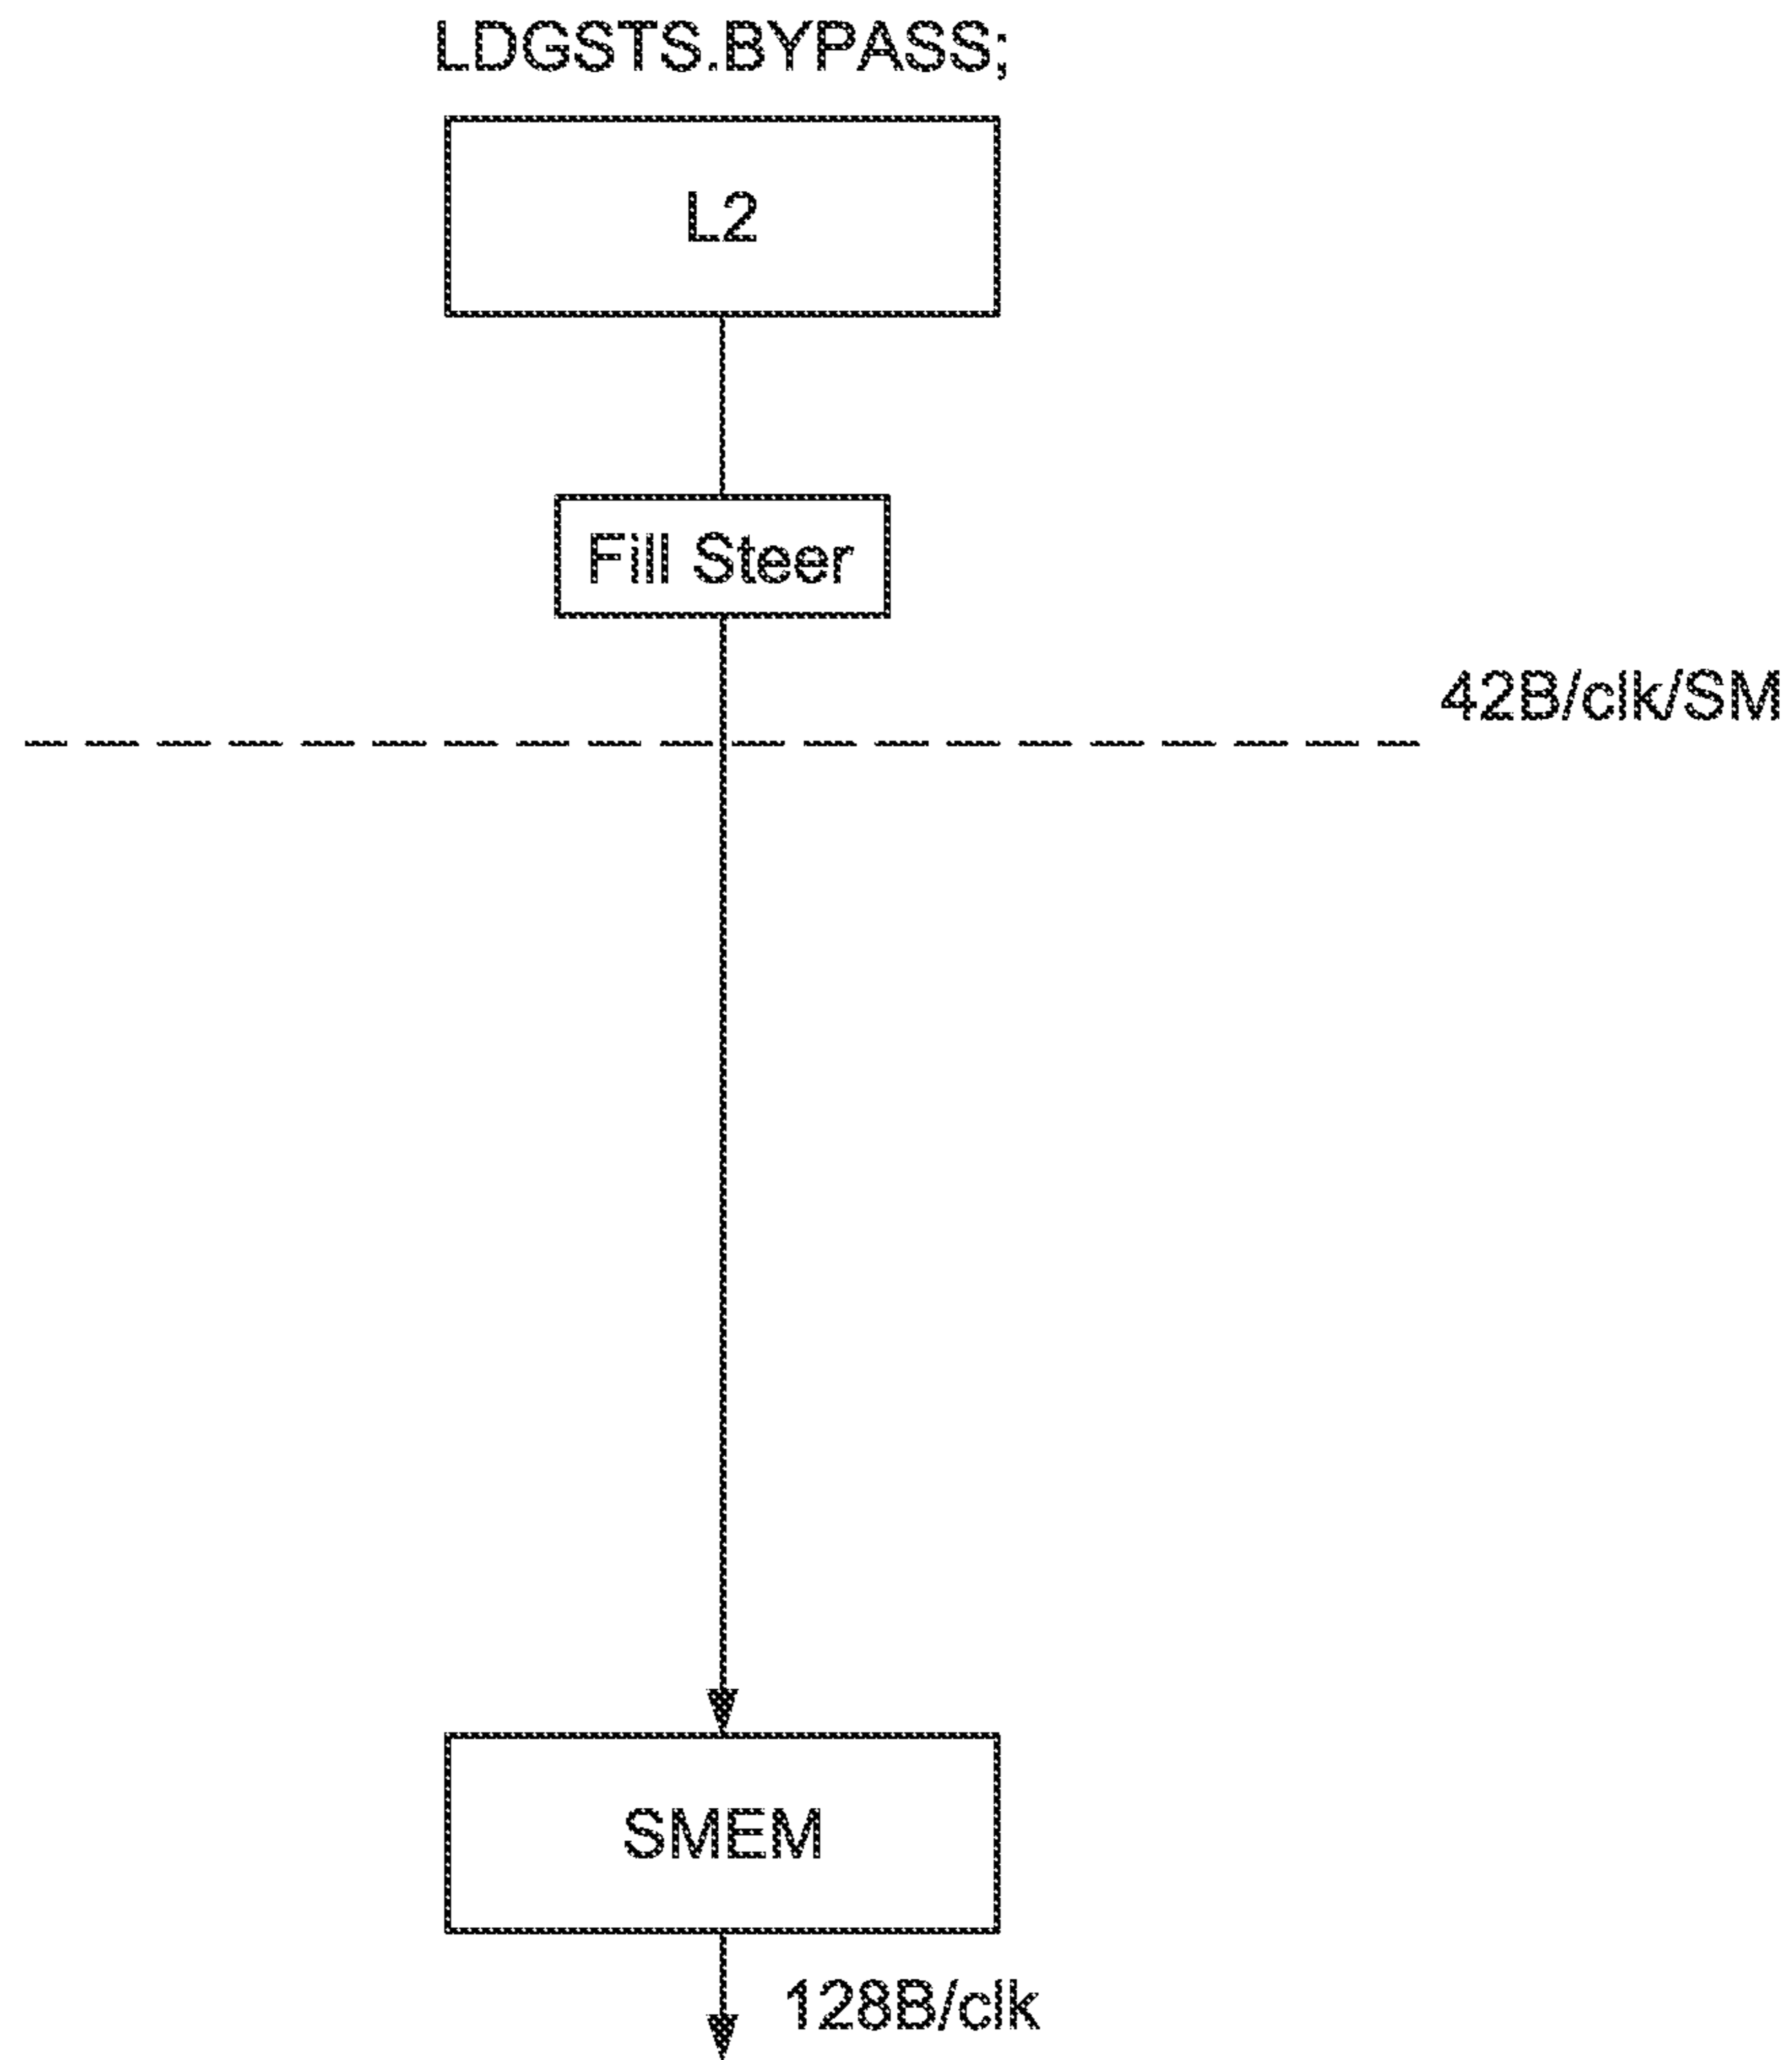 LDGSTS.BYPASS;
L2
Fill Steer
42B/clk/SM
SMEM
128B/clk